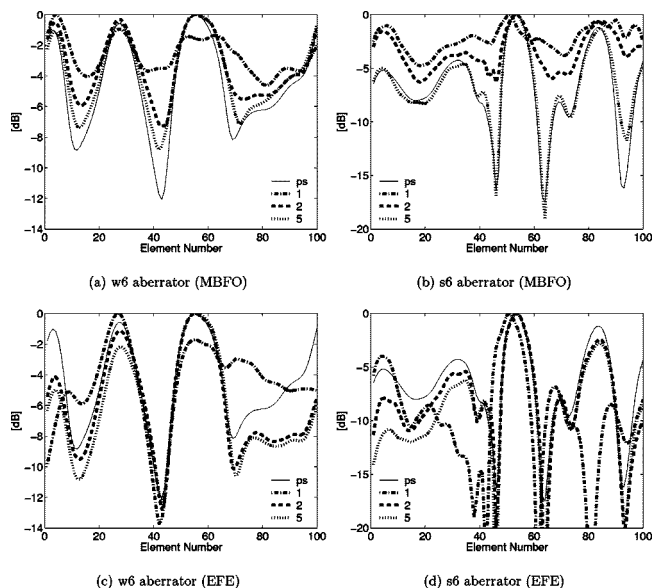 0
-2
-4
-6
-8
-10
-12
-14
[dB]
0 20 40 60 80 100
Element Number
ps
1
2
5
(a) w6 aberrator (MBFO)
0
-5
-10
-15
-20
[dB]
0 20 40 60 80 100
Element Number
ps
1
2
5
(b) s6 aberrator (MBFO)
0
-2
-4
-6
-8
-10
-12
-14
[dB]
0 20 40 60 80 100
Element Number
ps
1
2
5
(c) w6 aberrator (EFE)
0
-5
-10
-15
-20
[dB]
0 20 40 60 80 100
Element Number
ps
1
2
5
(d) s6 aberrator (EFE)